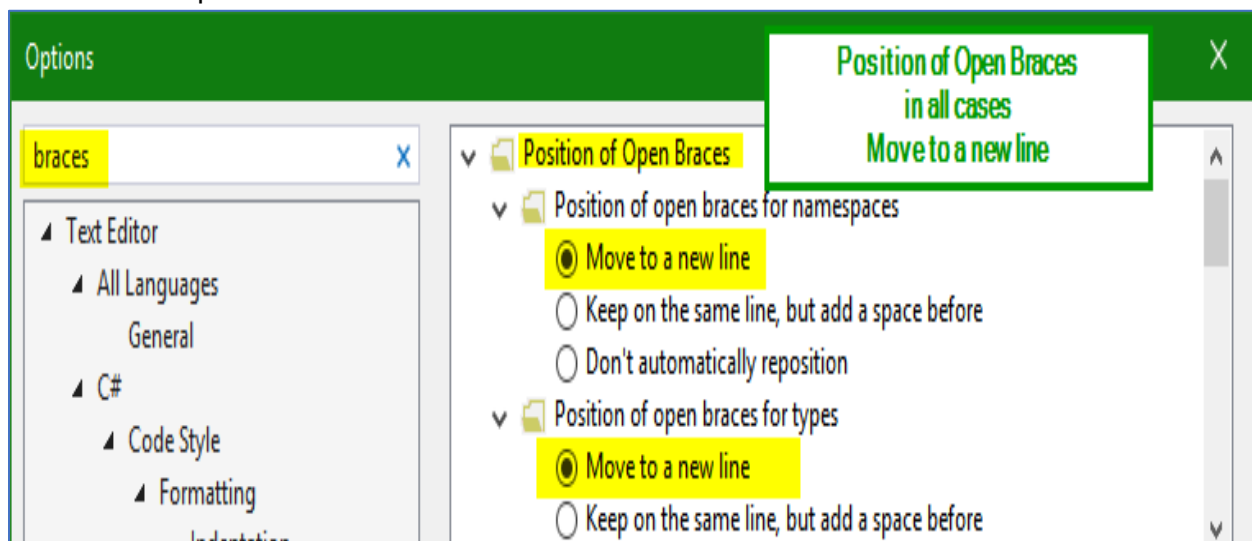 Options
Position of Open Braces
in all cases
Move to a new line
X
braces
x
Text Editor
All Languages
General
C#
Code Style
Formatting
Position of Open Braces
Position of open braces for namespaces
Move to a new line
Keep on the same line, but add a space before
Don't automatically reposition
Position of open braces for types
Move to a new line
Keep on the same line, but add a space before